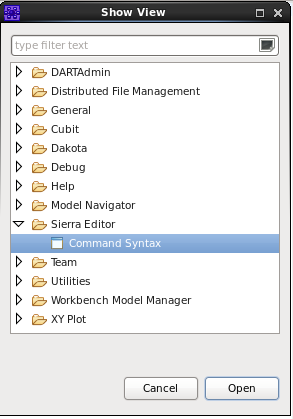 Show View
type filter text
DARTAdmin
Distributed File Management
General
Cubit
Dakota
Debug
Help
Model Navigator
Sierra Editor
Command Syntax
Team
Utilities
Workbench Model Manager
XY Plot
Cancel Open